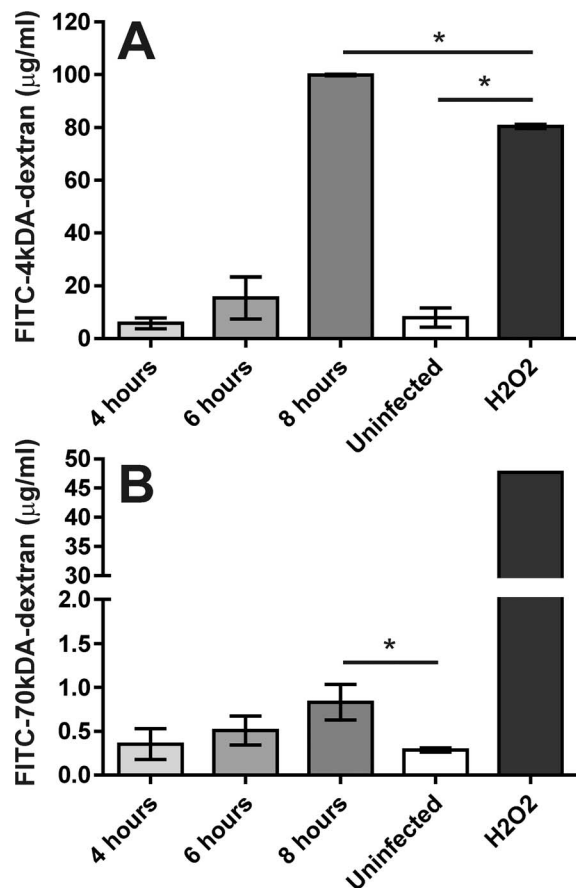 A
FITC-4kDA-dextran (μg/ml)
120
100
80
60
40
20
0
*
*
4 hours
6 hours
8 hours
Uninfected
H2O2
B
FITC-70kDA-dextran (μg/ml)
50
45
40
35
30
2.0
1.5
1.0
0.5
0.0
*
4 hours
6 hours
8 hours
Uninfected
H2O2